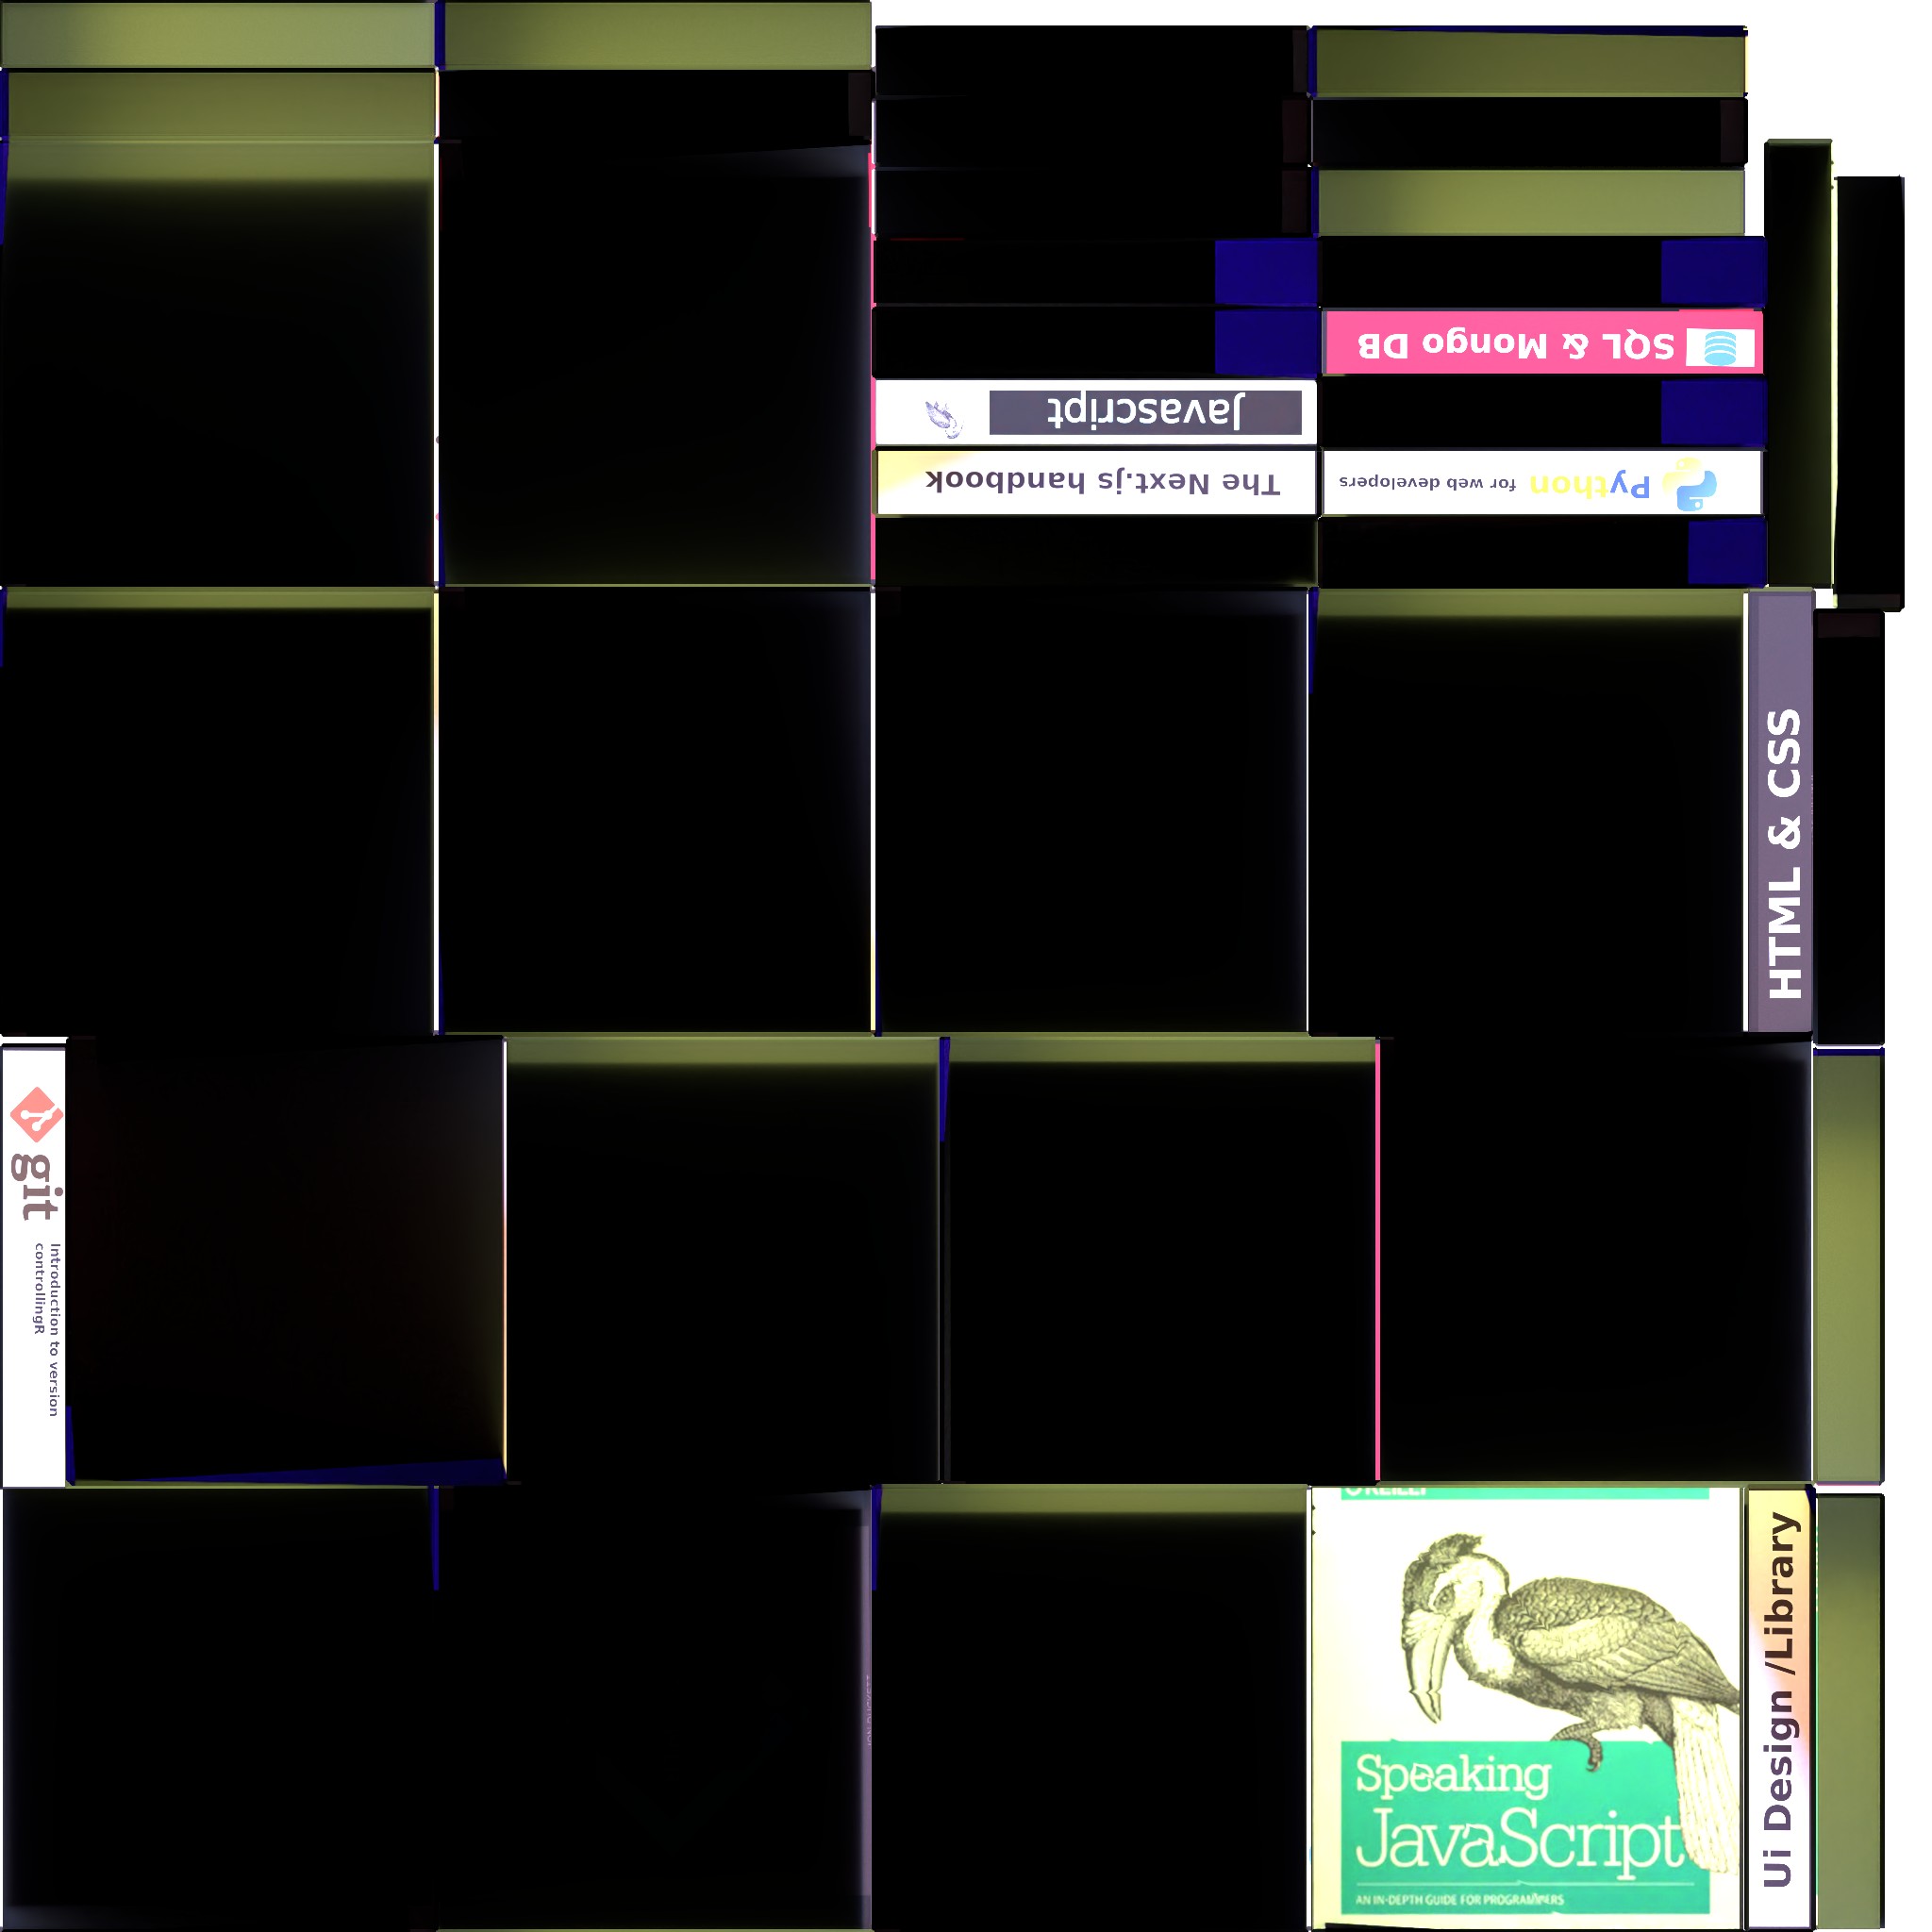 Javascript
SQL & Mongo DB
The Next.js handbook
Python for web developers
HTML & CSS
git
Introduction to version
controllingR
O'REILLY
Speaking
JavaScript
AN IN-DEPTH GUIDE FOR PROGRAMMERS
Ui Design /Library